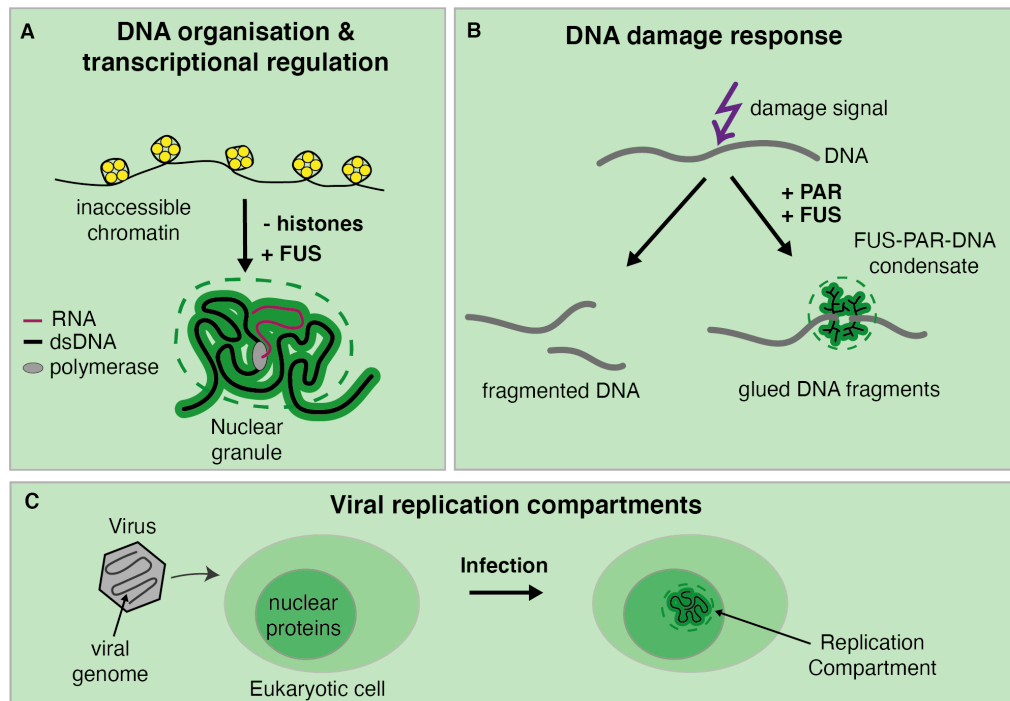 A
DNA organisation &
transcriptional regulation
inaccessible
chromatin
- histones
+ FUS
RNA
dsDNA
polymerase
Nuclear
granule
B
DNA damage response
damage signal
DNA
+ PAR
+ FUS
FUS-PAR-DNA
condensate
fragmented DNA
glued DNA fragments
C
Viral replication compartments
Virus
viral
genome
nuclear
proteins
Eukaryotic cell
Infection
Replication
Compartment